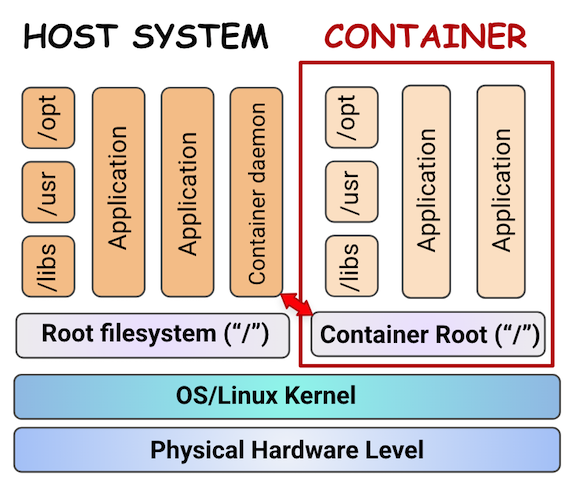 HOST SYSTEM
CONTAINER
/opt
/usr
/libs
Application
Application
Container daemon
/opt
/usr
/libs
Application
Application
Root filesystem (“/”)
Container Root (“/”)
OS/Linux Kernel
Physical Hardware Level